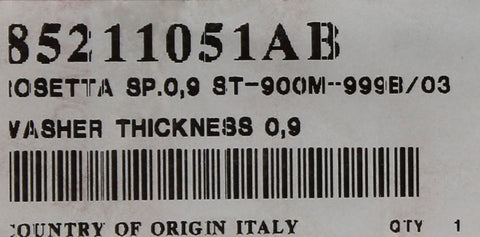 85211051AB
ROSETTA SP.0,9 ST-900M-999B/03
WASHER THICKNESS 0,9
COUNTRY OF ORIGIN ITALY QTY 1